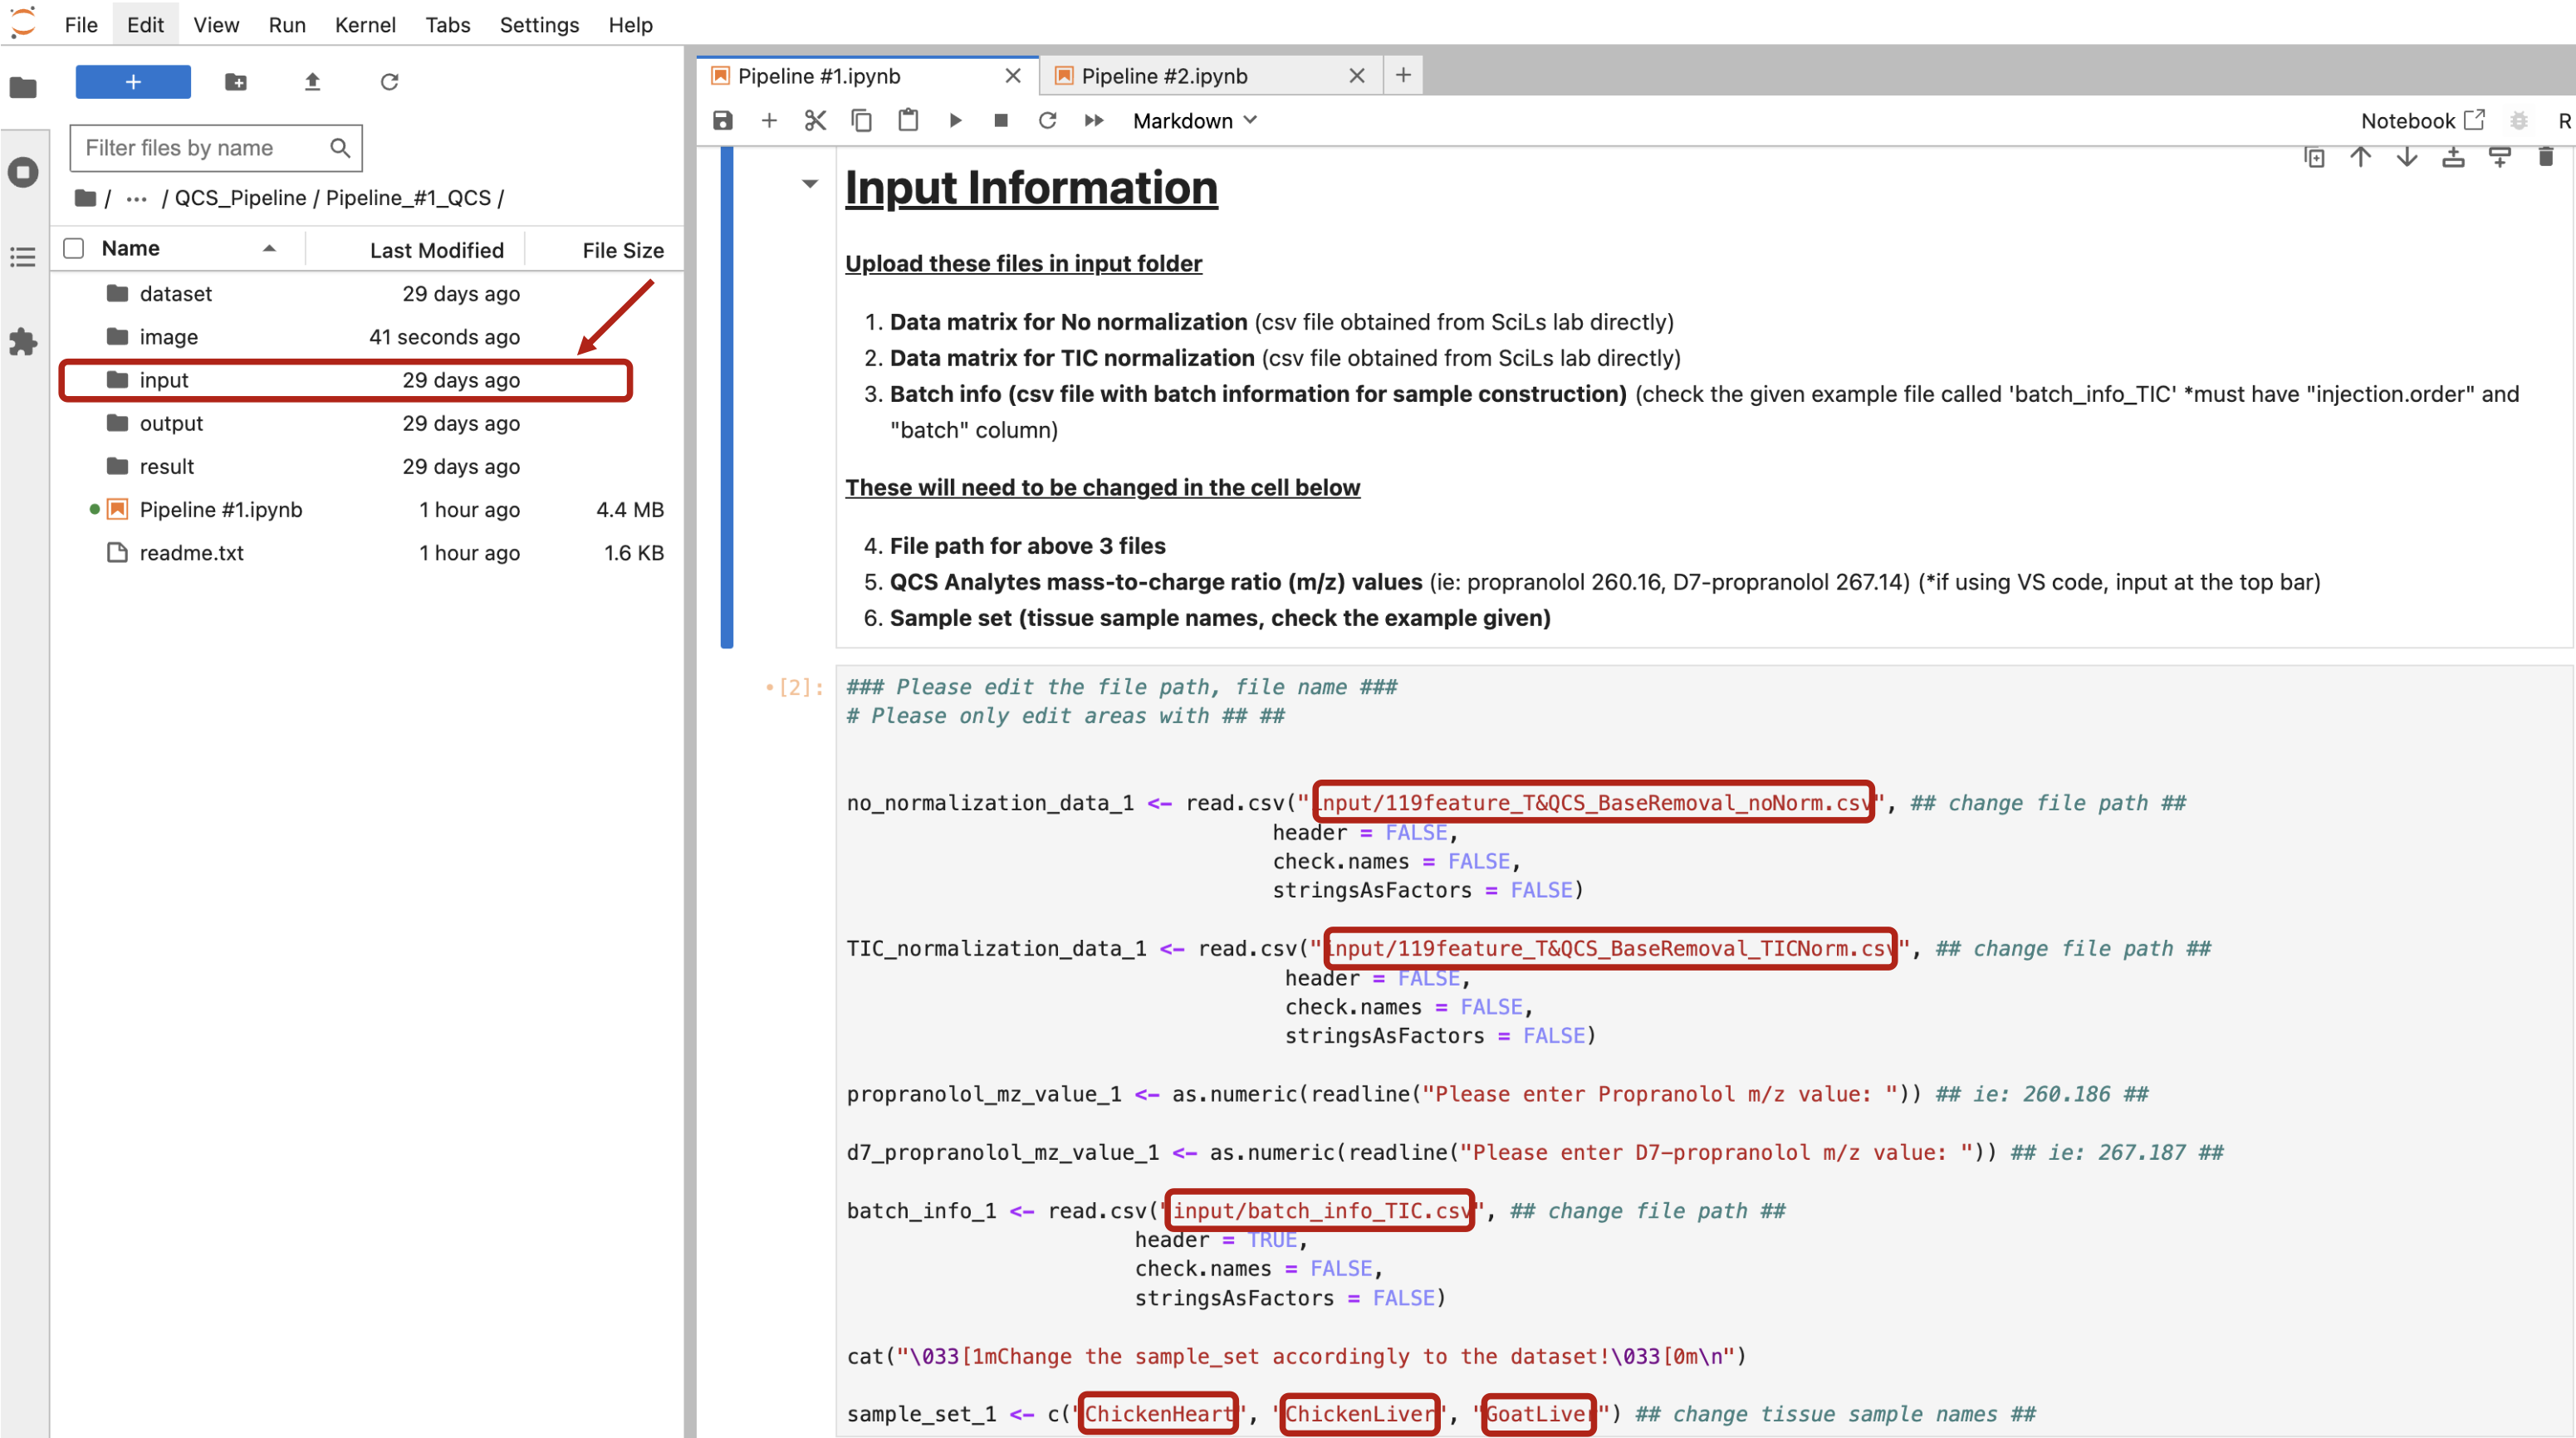 File Edit View Run Kernel Tabs Settings Help
+
Filter files by name
/ ··· / QCS_Pipeline / Pipeline_#1_QCS /
Name Last Modified File Size
dataset 29 days ago
image 41 seconds ago
input 29 days ago
output 29 days ago
result 29 days ago
Pipeline #1.ipynb 1 hour ago 4.4 MB
readme.txt 1 hour ago 1.6 KB
Pipeline #1.ipynb Pipeline #2.ipynb +
Markdown Notebook R
Input Information
Upload these files in input folder
1. Data matrix for No normalization (csv file obtained from SciLs lab directly)
2. Data matrix for TIC normalization (csv file obtained from SciLs lab directly)
3. Batch info (csv file with batch information for sample construction) (check the given example file called 'batch_info_TIC' *must have "injection.order" and
"batch" column)
These will need to be changed in the cell below
4. File path for above 3 files
5. QCS Analytes mass-to-charge ratio (m/z) values (ie: propranolol 260.16, D7-propranolol 267.14) (*if using VS code, input at the top bar)
6. Sample set (tissue sample names, check the example given)
[2]: ### Please edit the file path, file name ###
# Please only edit areas with ## ##
no_normalization_data_1 <- read.csv("input/119feature_T&QCS_BaseRemoval_noNorm.csv", ## change file path ##
header = FALSE,
check.names = FALSE,
stringsAsFactors = FALSE)
TIC_normalization_data_1 <- read.csv("input/119feature_T&QCS_BaseRemoval_TICNorm.csv", ## change file path ##
header = FALSE,
check.names = FALSE,
stringsAsFactors = FALSE)
propranolol_mz_value_1 <- as.numeric(readline("Please enter Propranolol m/z value: ")) ## ie: 260.186 ##
d7_propranolol_mz_value_1 <- as.numeric(readline("Please enter D7-propranolol m/z value: ")) ## ie: 267.187 ##
batch_info_1 <- read.csv("input/batch_info_TIC.csv", ## change file path ##
header = TRUE,
check.names = FALSE,
stringsAsFactors = FALSE)
cat("\033[1mChange the sample_set accordingly to the dataset!\033[0m\n")
sample_set_1 <- c("ChickenHeart", "ChickenLiver", "GoatLiver") ## change tissue sample names ##